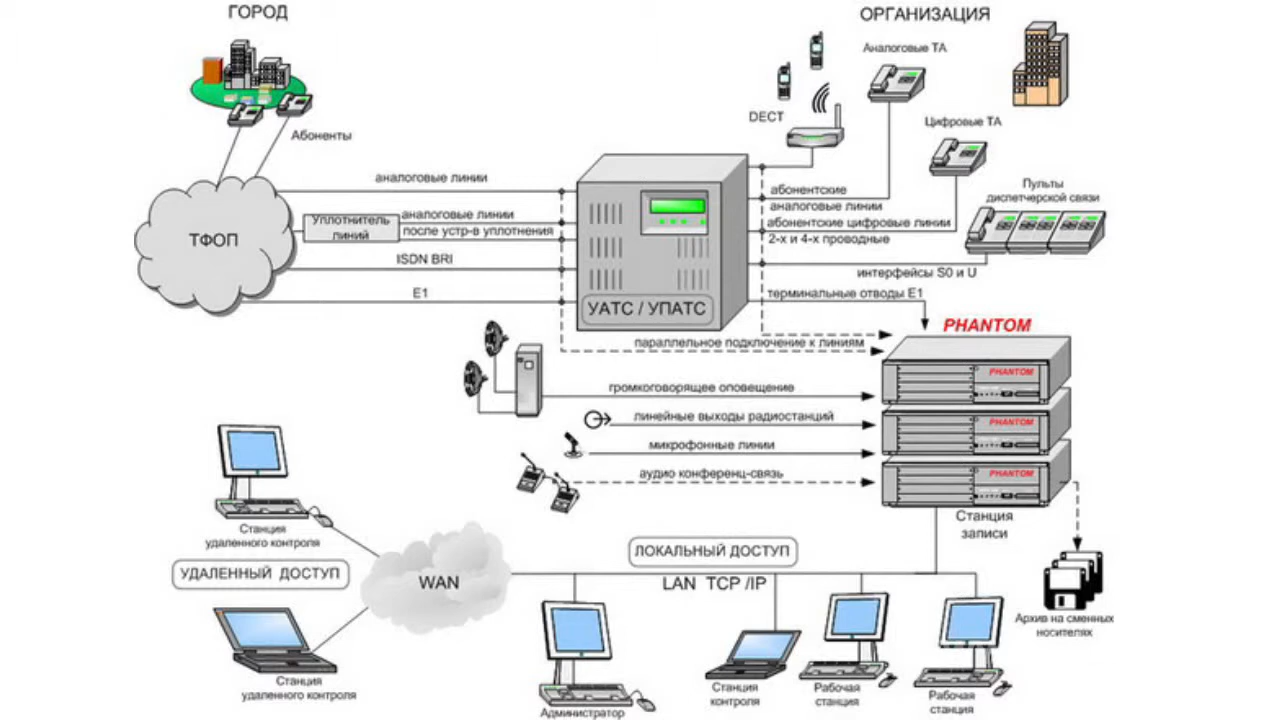 ГОРОД
ОРГАНИЗАЦИЯ
Аналоговые ТА
DECT
Цифровые ТА
Абоненты
Пульты
диспетчерской связи
аналоговые линии
абонентские
аналоговые линии
ТФОП
Уплотнитель
линий
аналоговые линии
после устр-в уплотнения
абонентские цифровые линии
2-х и 4-х проводные
ISDN BRI
интерфейсы S0 и U
E1
терминальные отводы E1
УАТС / УПАТС
PHANTOM
параллельное подключение к линиям
PHANTOM
громкоговорящее оповещение
линейные выходы радиостанций
PHANTOM
микрофонные линии
аудио конференц-связь
PHANTOM
Станция
записи
Станция
удаленного контроля
ЛОКАЛЬНЫЙ ДОСТУП
УДАЛЕННЫЙ ДОСТУП
WAN
LAN TCP /IP
Архив на сменных
носителях
Станция
удаленного контроля
Администратор
Станция
контроля
Рабочая
станция
Рабочая
станция